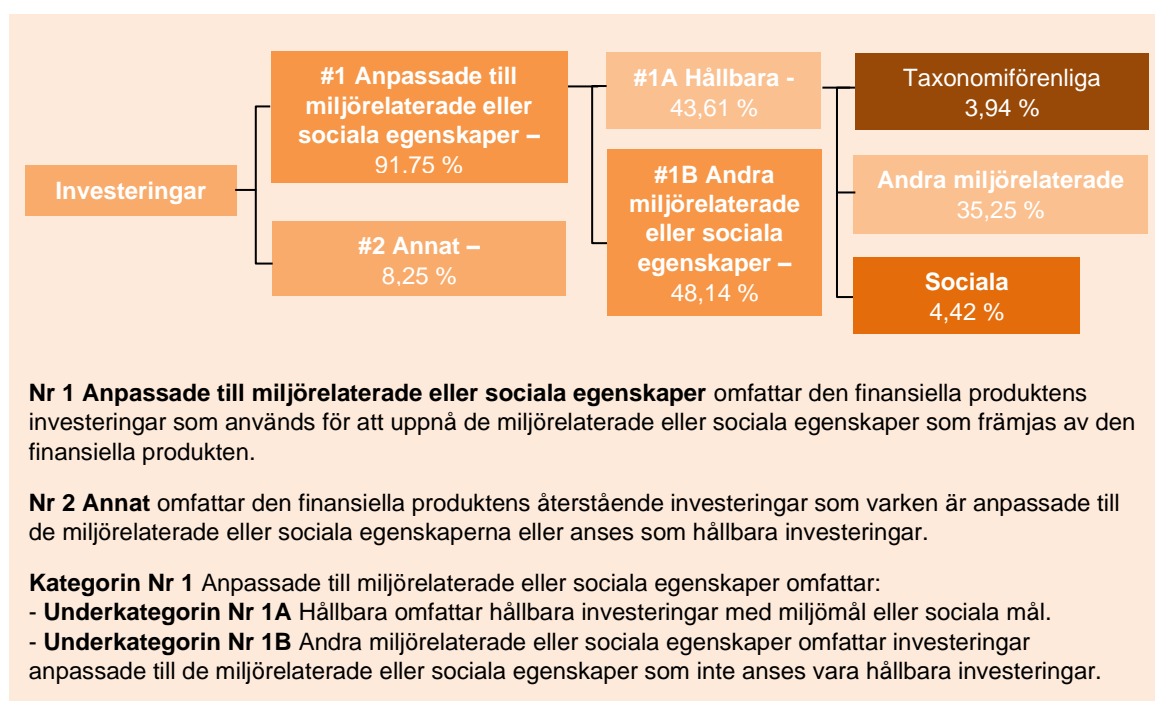 Investeringar
#1 Anpassade till
miljörelaterade eller
sociala egenskaper –
91.75 %
#2 Annat –
8,25 %
#1A Hållbara -
43,61 %
#1B Andra
miljörelaterade
eller sociala
egenskaper –
48,14 %
Taxonomiförenliga
3,94 %
Andra miljörelaterade
35,25 %
Sociala
4,42 %
Nr 1 Anpassade till miljörelaterade eller sociala egenskaper omfattar den finansiella produktens
investeringar som används för att uppnå de miljörelaterade eller sociala egenskaper som främjas av den
finansiella produkten.
Nr 2 Annat omfattar den finansiella produktens återstående investeringar som varken är anpassade till
de miljörelaterade eller sociala egenskaperna eller anses som hållbara investeringar.
Kategorin Nr 1 Anpassade till miljörelaterade eller sociala egenskaper omfattar:
- Underkategorin Nr 1A Hållbara omfattar hållbara investeringar med miljömål eller sociala mål.
- Underkategorin Nr 1B Andra miljörelaterade eller sociala egenskaper omfattar investeringar
anpassade till de miljörelaterade eller sociala egenskaper som inte anses vara hållbara investeringar.